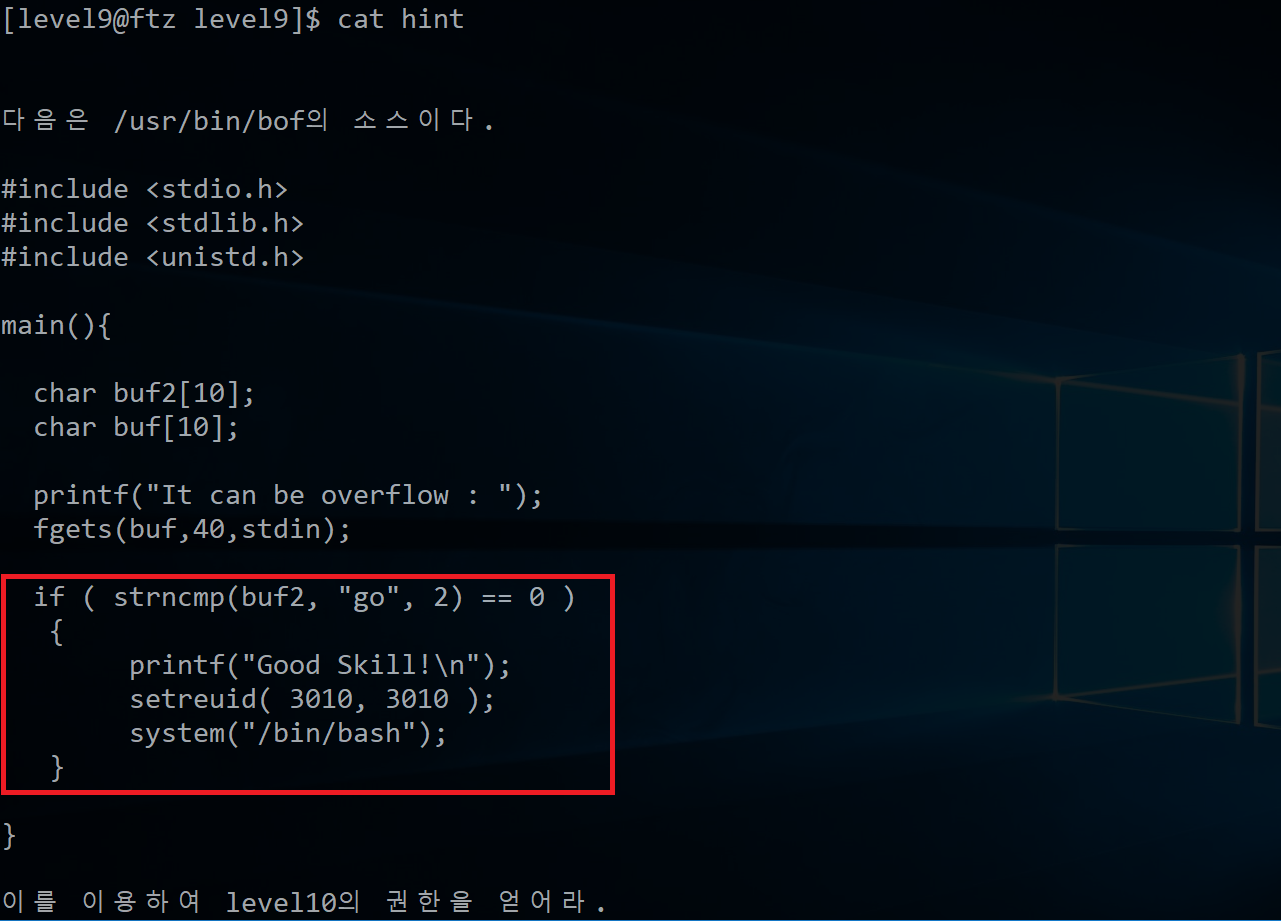 [level9@ftz level9]$ cat hint
다음은 /usr/bin/bof의 소스이다.
#include <stdio.h>
#include <stdlib.h>
#include <unistd.h>
main(){
char buf2[10];
char buf[10];
printf("It can be overflow : ");
fgets(buf,40,stdin);
if ( strncmp(buf2, "go", 2) == 0 )
{
printf("Good Skill!\n");
setreuid( 3010, 3010 );
system("/bin/bash");
}
}
이를 이용하여 level10의 권한을 얻어라.